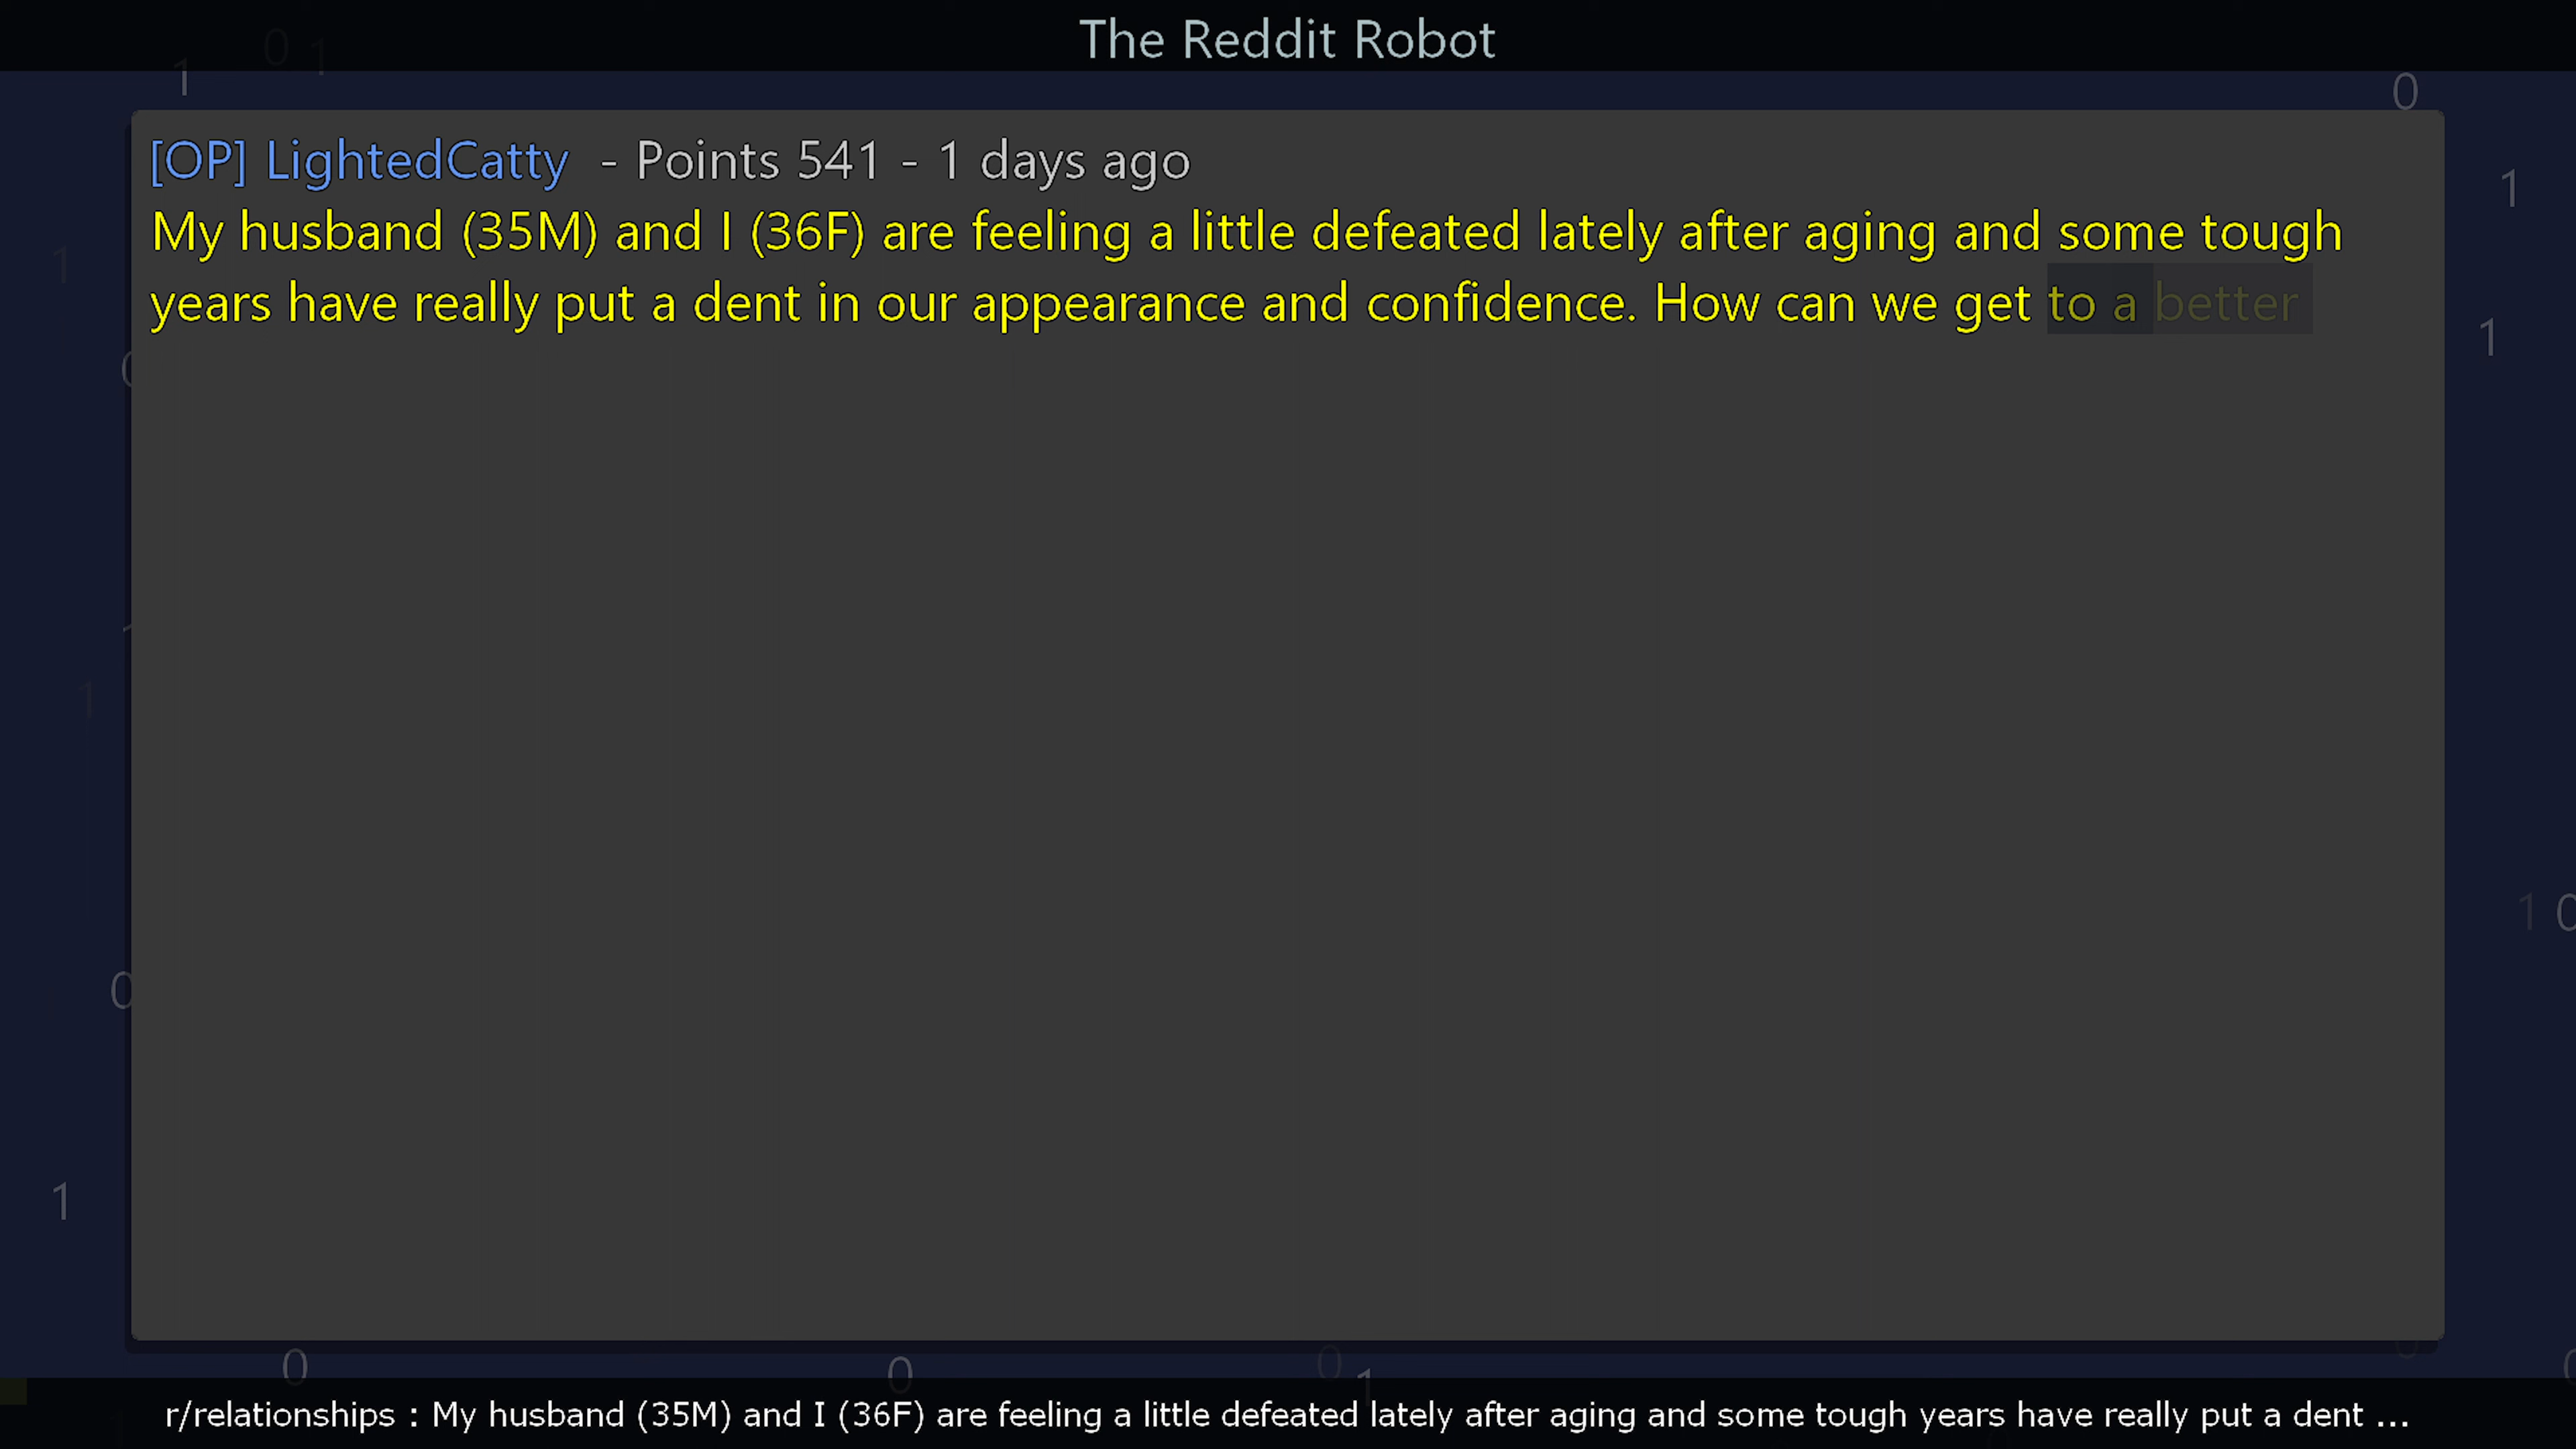 The Reddit Robot
[OP] LightedCatty - Points 541 - 1 days ago
My husband (35M) and I (36F) are feeling a little defeated lately after aging and some tough
years have really put a dent in our appearance and confidence. How can we get to a better
r/relationships : My husband (35M) and I (36F) are feeling a little defeated lately after aging and some tough years have really put a dent ...